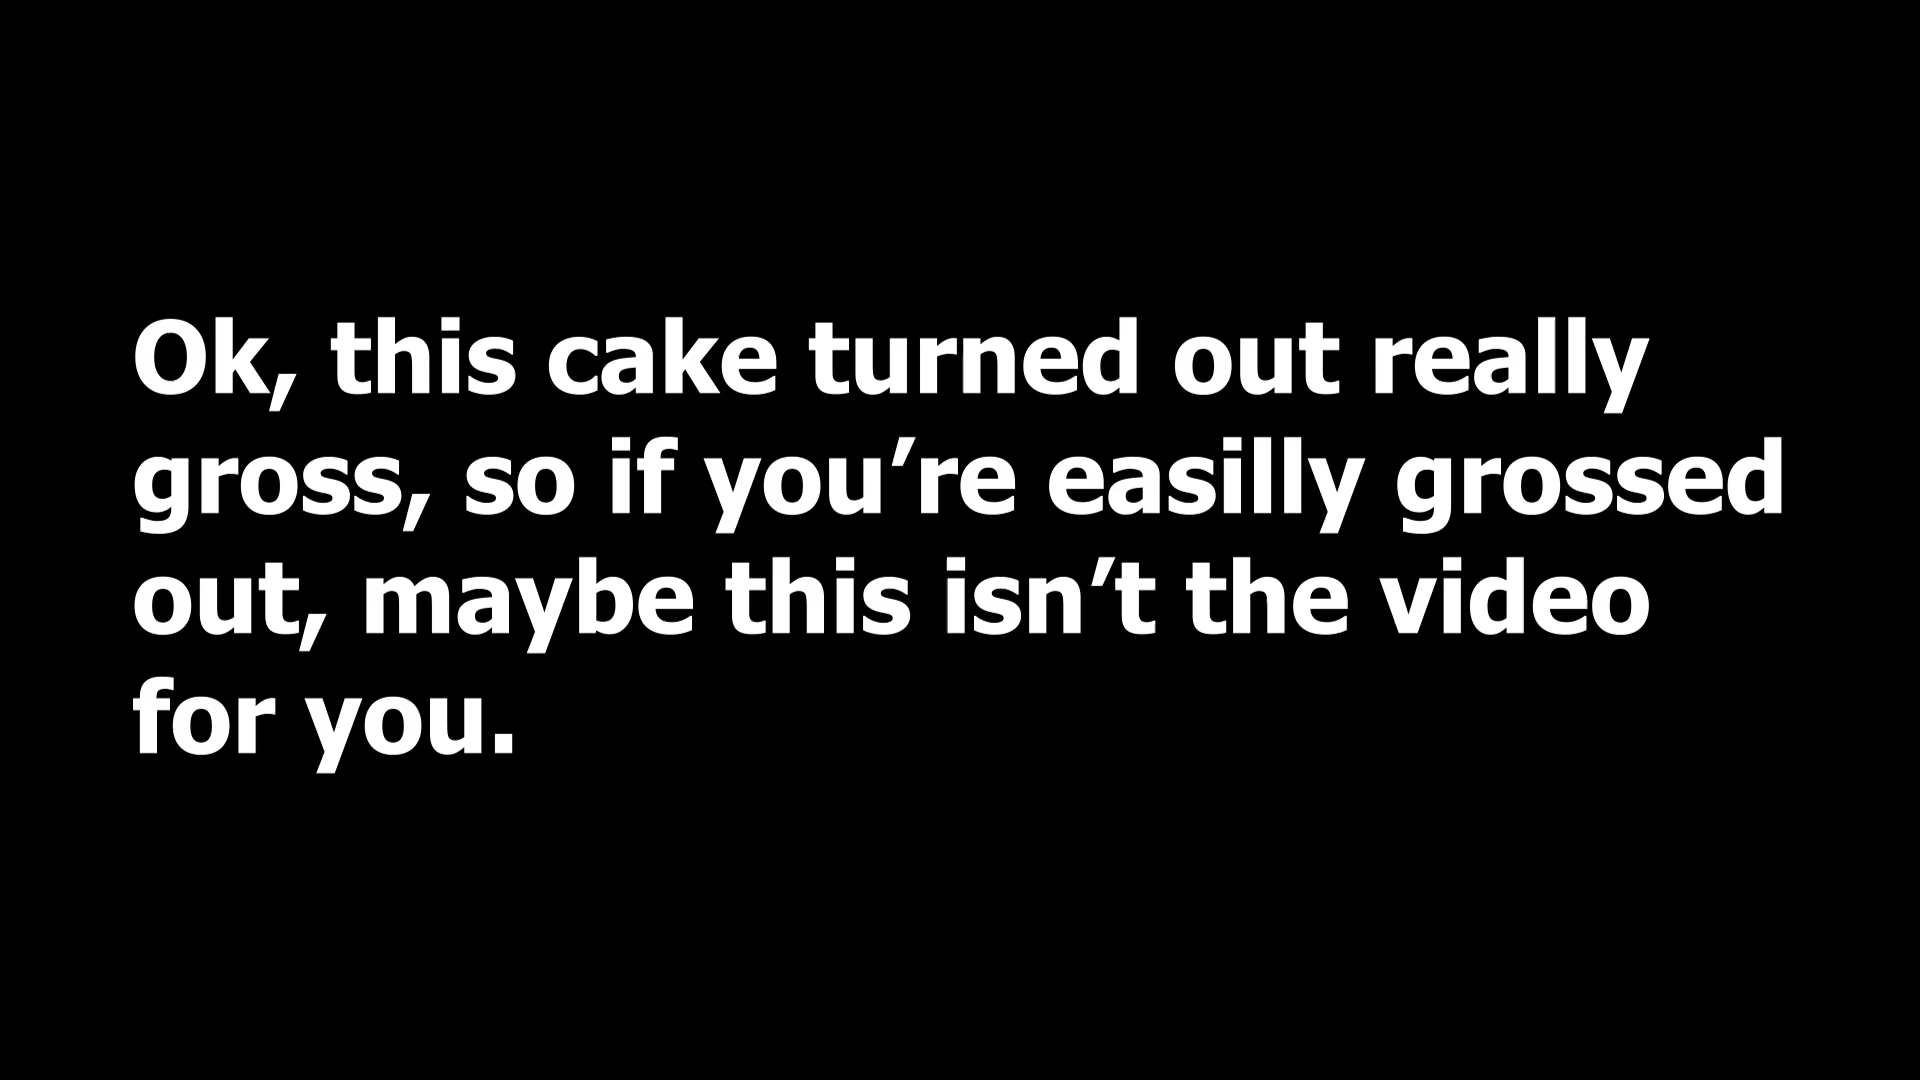 Ok, this cake turned out really
gross, so if you’re easilly grossed
out, maybe this isn’t the video
for you.